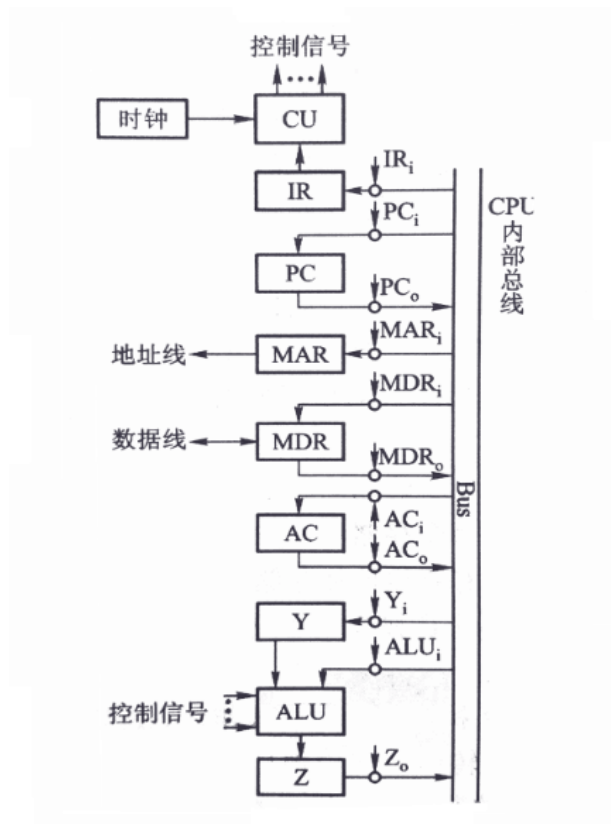 控制信号
时钟
CU
IR
IRi
PCi
CPU
内
部
总
线
PC
PCo
地址线
MAR
MARi
MDRi
数据线
MDR
MDRo
Bus
AC
ACi
ACo
Y
Yi
ALUi
控制信号
ALU
Z
Zo